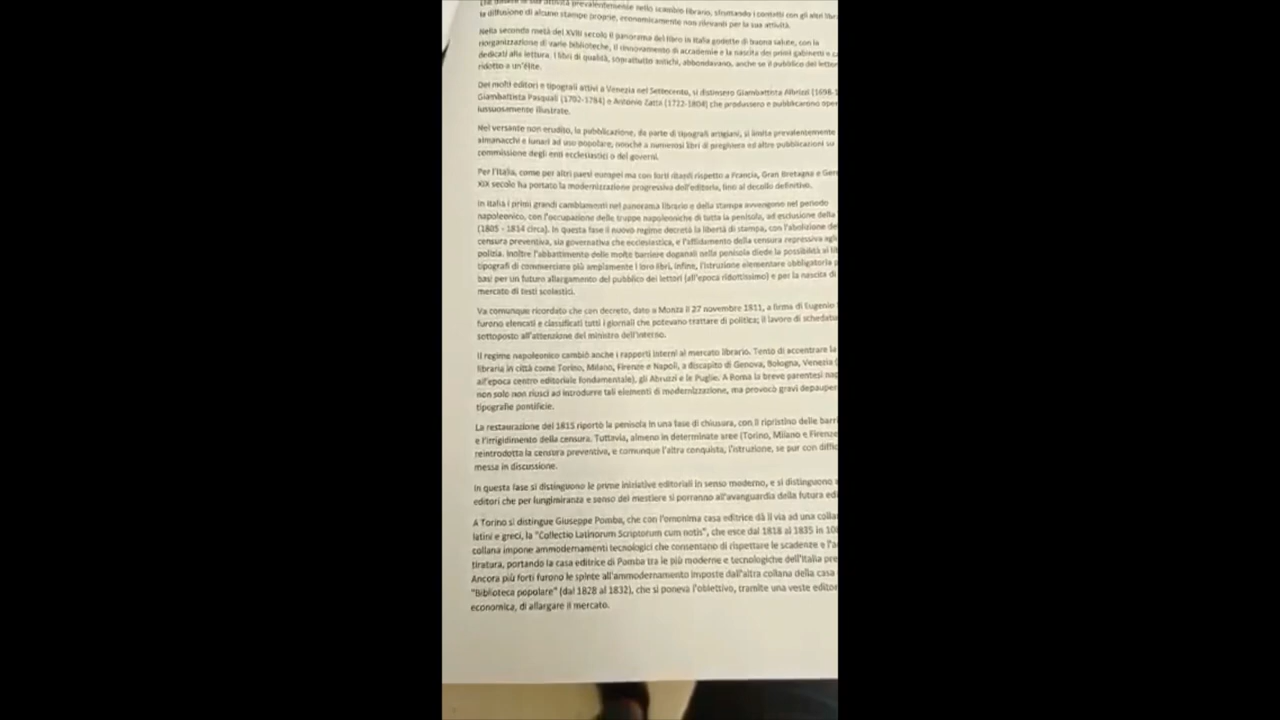 la sua attività prevalentemente nello scambio librario, sfruttando i contatti con gli altri
la diffusione di alcune stampe proprie, economicamente non rilevanti per la sua attività.
Nella seconda metà del XVIII secolo il panorama del libro in Italia godette di buona salute, con la
riorganizzazione di varie biblioteche, il rinnovamento di accademie e la nascita dei primi gabinetti
dedicati alla lettura. I libri di qualità, soprattutto antichi, abbondavano, anche se il pubblico dei
ridotto a un'élite.
Dei molti editori e tipografi attivi a Venezia nel Settecento, si distinsero Giambattista Albrizzi (1698-
Giambattista Pasquali (1702-1784) e Antonio Zatta (1722-1804) che produssero e pubblicarono
lussuosamente illustrate.
Nel versante non erudito, la pubblicazione, da parte di tipografi artigiani, si limita prevalentemente
almanacchi e lunari ad uso popolare, nonché a numerosi libri di preghiera ed altre pubblicazioni su
commissione degli enti ecclesiastici o dei governi.
Per l'Italia, come per altri paesi europei ma con forti ritardi rispetto a Francia, Gran Bretagna e
XIX secolo ha portato la modernizzazione progressiva dell'editoria, fino al decollo definitivo.
In Italia i primi grandi cambiamenti nel panorama librario e della stampa avvengono nel periodo
napoleonico, con l'occupazione delle truppe napoleoniche di tutta la penisola, ad esclusione della
(1805 - 1814 circa). In questa fase il nuovo regime decretà la libertà di stampa, con l'abolizione
censura preventiva, sia governativa che ecclesiastica, e l'affidamento della censura repressiva
polizia. Inoltre l'abbattimento delle molte barriere doganali nella penisola diede la possibilità
tipografi di commerciare più ampiamente i loro libri. Infine, l'istruzione elementare obbligatoria
basi per un futuro allargamento del pubblico dei lettori (all'epoca ridottissimo) e per la nascita di
mercato di testi scolastici.
Va comunque ricordato che con decreto, dato a Monza il 27 novembre 1811, a firma di Eugenio
furono elencati e classificati tutti i giornali che potevano trattare di politica; il lavoro di
sottoposto all'attenzione del ministro dell'interno.
Il regime napoleonico cambiò anche i rapporti interni al mercato librario. Tentò di accentrare la
libraria in città come Torino, Milano, Firenze e Napoli, a discapito di Genova, Bologna, Venezia
all'epoca centro editoriale fondamentale), gli Abruzzi e le Puglie. A Roma la breve parentesi
non solo non riuscì ad introdurre tali elementi di modernizzazione, ma provocò gravi
tipografie pontificie.
La restaurazione del 1815 riportò la penisola in una fase di chiusura, con il ripristino delle
e l'irrigidimento della censura. Tuttavia, almeno in determinate aree (Torino, Milano e Firenze
reintrodotta la censura preventiva, e comunque l'altra conquista, l'istruzione, se pur con
messa in discussione.
In questa fase si distinguono le prime iniziative editoriali in senso moderno, e si distinguono
editori che per lungimiranza e senso del mestiere si porranno all'avanguardia della futura
A Torino si distingue Giuseppe Pomba, che con l'omonima casa editrice dà il via ad una
latini e greci, la "Collectio Latinorum Scriptorum cum notis", che esce dal 1818 al 1835 in
collana impone ammodernamenti tecnologici che consentano di rispettare le scadenze e
tiratura, portando la casa editrice di Pomba tra le più moderne e tecnologiche dell'Italia
Ancora più forti furono le spinte all'ammodernamento imposte dall'altra collana della casa
"Biblioteca popolare" (dal 1828 al 1832), che si poneva l'obiettivo, tramite una veste
economica, di allargare il mercato.